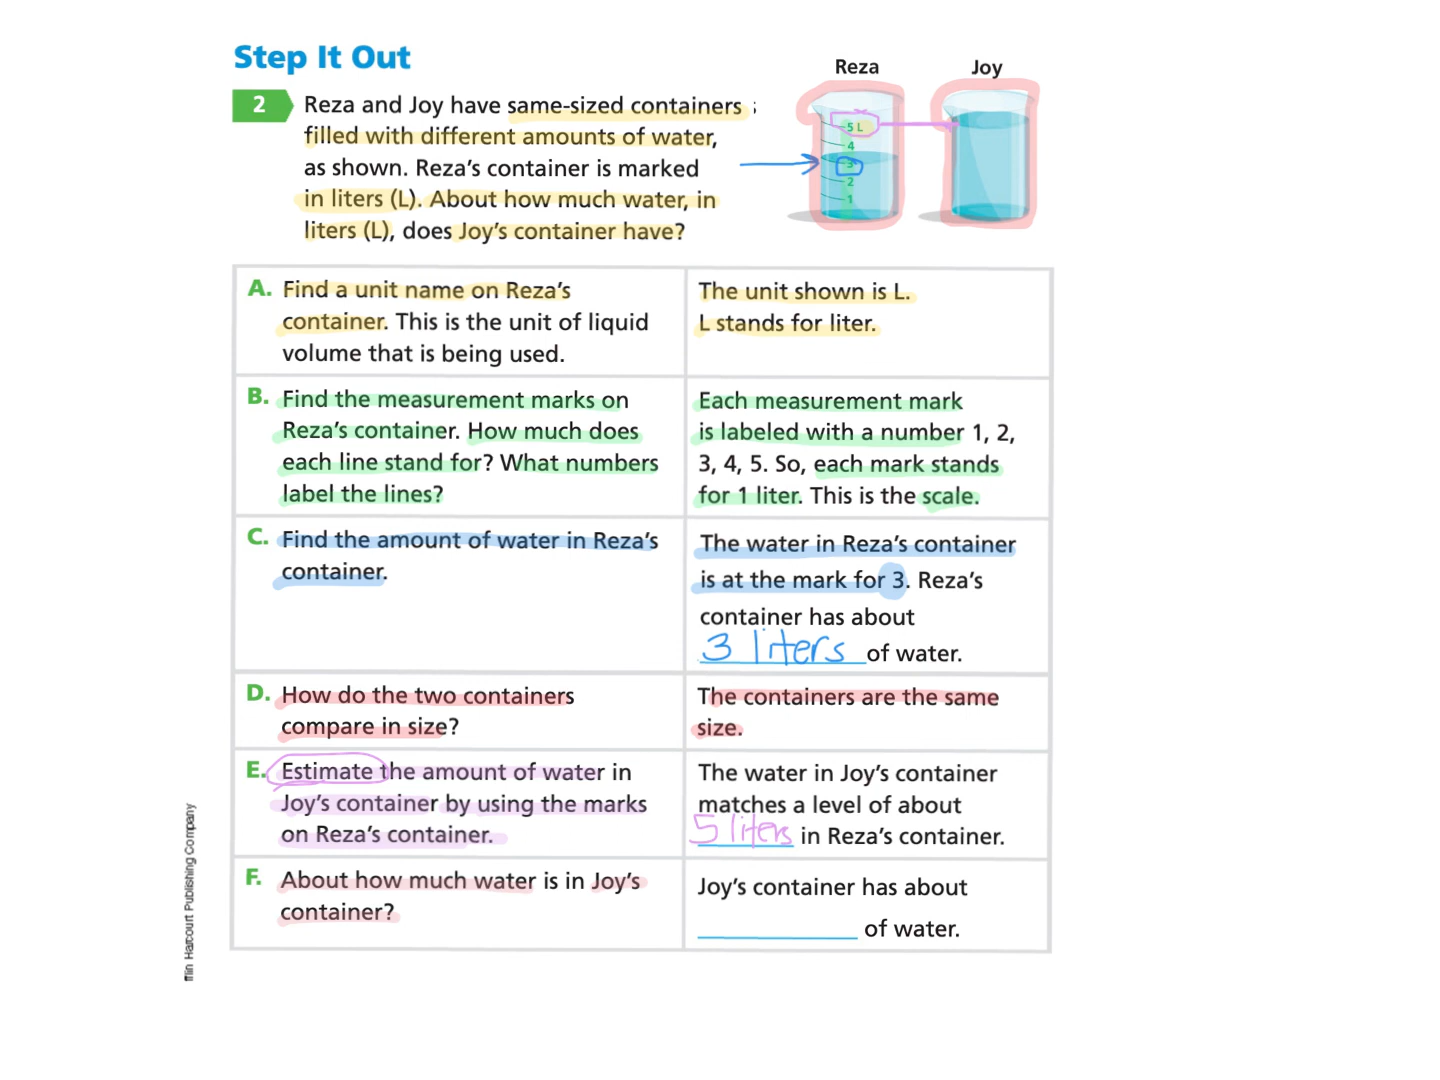 Step It Out
Reza
Joy
2
Reza and Joy have same-sized containers
filled with different amounts of water,
as shown. Reza's container is marked
in liters (L). About how much water, in
liters (L), does Joy's container have?
5 L
4
3
2
1
A. Find a unit name on Reza's
container. This is the unit of liquid
volume that is being used.
The unit shown is L.
L stands for liter.
B. Find the measurement marks on
Reza's container. How much does
each line stand for? What numbers
label the lines?
Each measurement mark
is labeled with a number 1, 2,
3, 4, 5. So, each mark stands
for 1 liter. This is the scale.
C. Find the amount of water in Reza's
container.
The water in Reza's container
is at the mark for 3. Reza's
container has about
3 liters of water.
D. How do the two containers
compare in size?
The containers are the same
size.
E. Estimate the amount of water in
Joy's container by using the marks
on Reza's container.
The water in Joy's container
matches a level of about
5 liters in Reza's container.
F. About how much water is in Joy's
container?
Joy's container has about
of water.
Harcourt Publishing Company